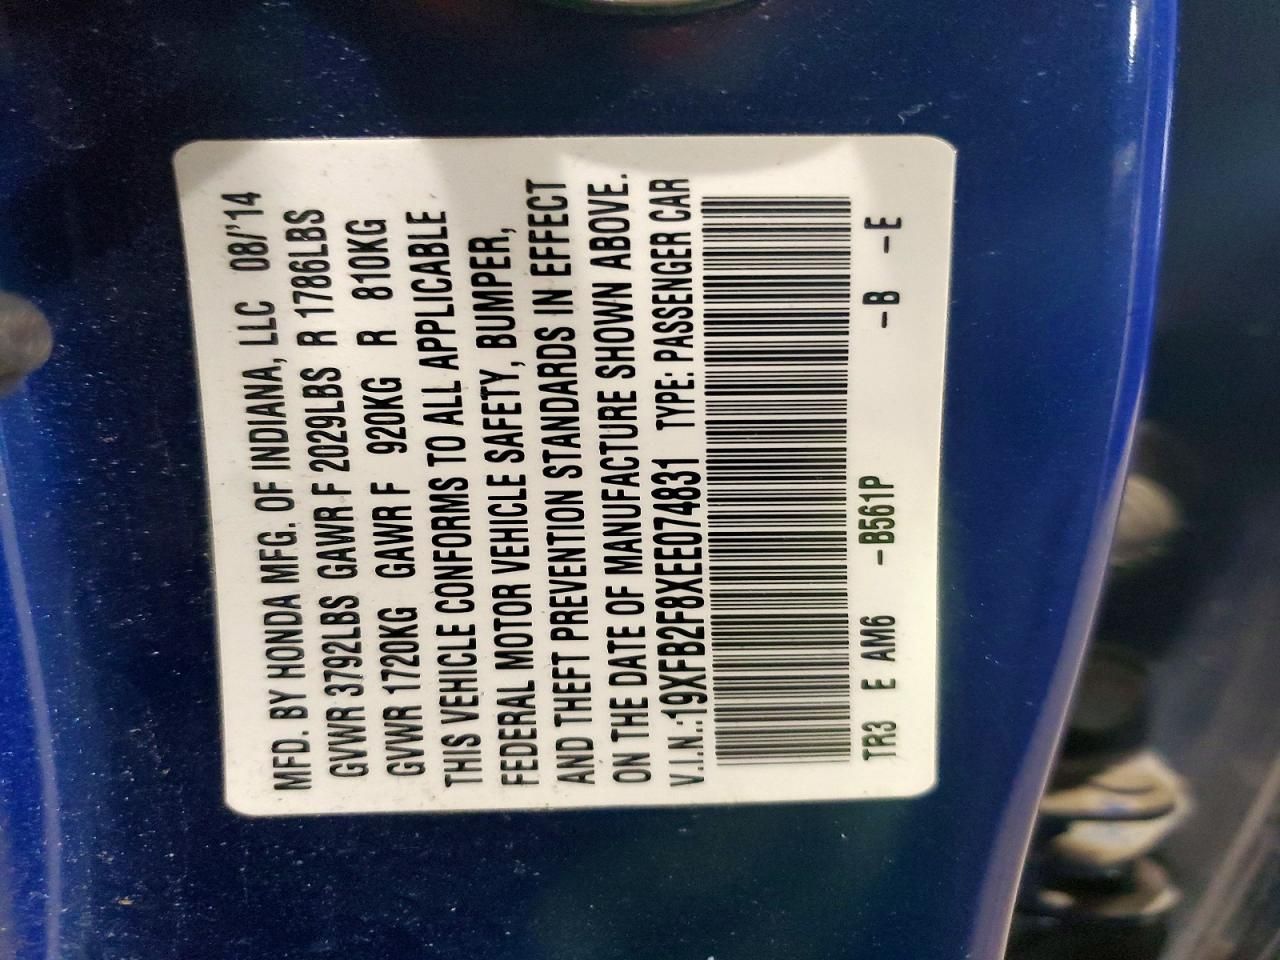 MFD. BY HONDA MFG. OF INDIANA, LLC 08/'14
GVWR 3792LBS GAWR F 2029LBS R 1786LBS
GVWR 1720KG GAWR F 920KG R 810KG
THIS VEHICLE CONFORMS TO ALL APPLICABLE
FEDERAL MOTOR VEHICLE SAFETY, BUMPER,
AND THEFT PREVENTION STANDARDS IN EFFECT
ON THE DATE OF MANUFACTURE SHOWN ABOVE.
V.I.N.:19XFB2F8XEE074831 TYPE: PASSENGER CAR
TR3 E AM6 -B561P -B -E